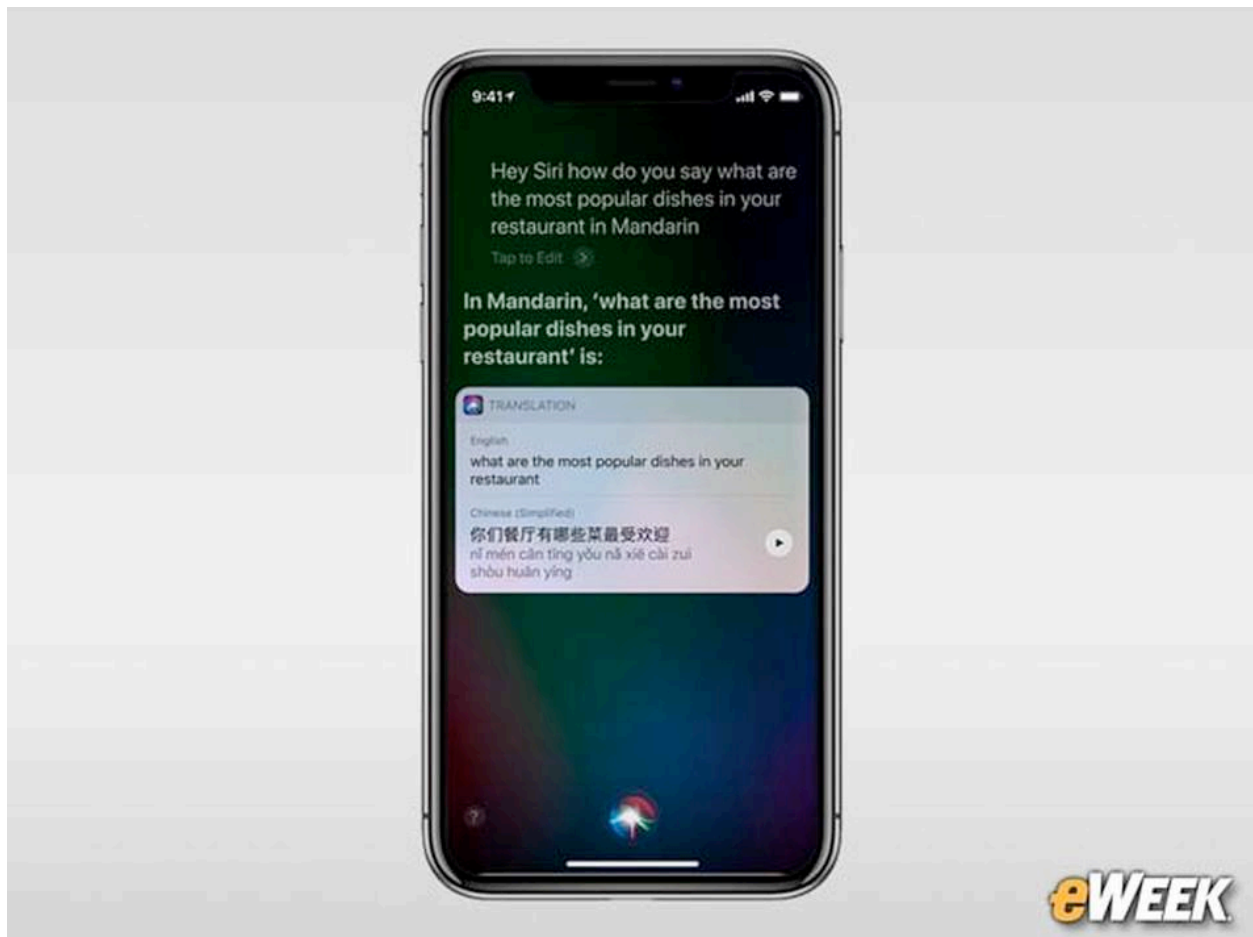 9:41
Hey Siri how do you say what are
the most popular dishes in your
restaurant in Mandarin
Tap to Edit
In Mandarin, ‘what are the most
popular dishes in your
restaurant’ is:
TRANSLATION
English
what are the most popular dishes in your
restaurant
Chinese (Simplified)
你们餐厅有哪些菜最受欢迎
nǐ mén cān tīng yǒu nǎ xiē cài zuì
shòu huān yíng
?
eWEEK